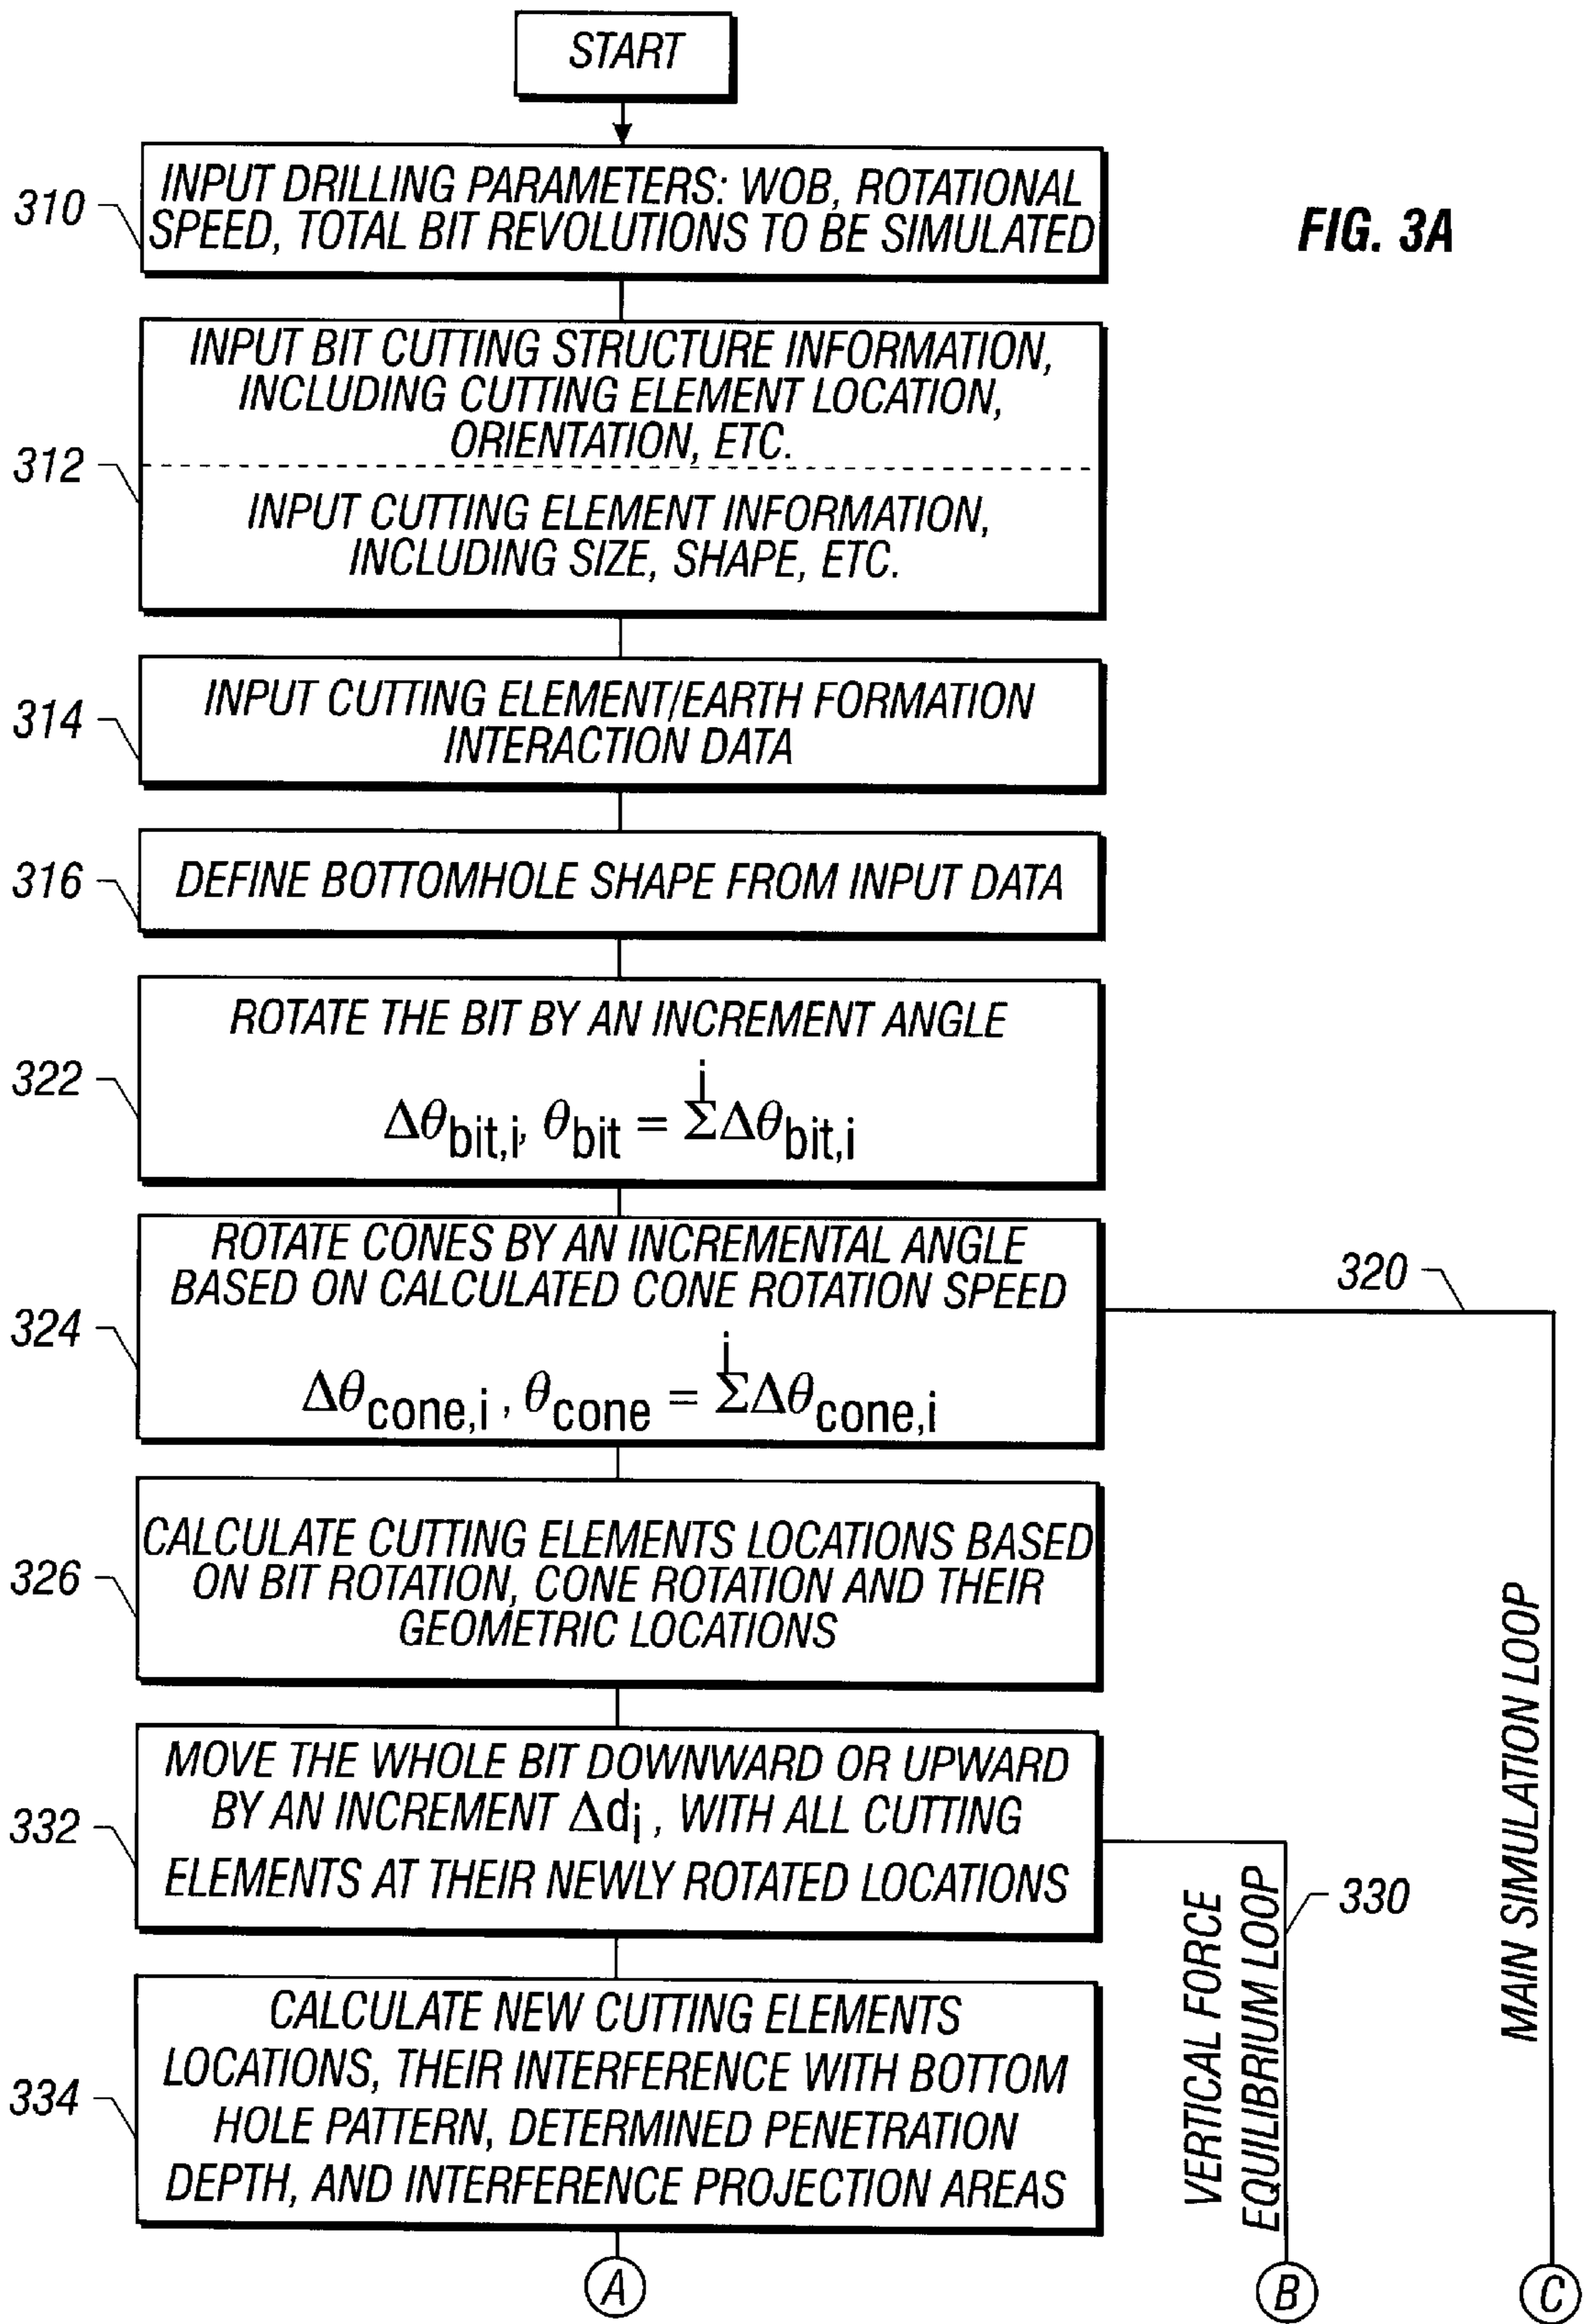 START
310
INPUT DRILLING PARAMETERS: WOB, ROTATIONAL
SPEED, TOTAL BIT REVOLUTIONS TO BE SIMULATED
FIG. 3A
312
INPUT BIT CUTTING STRUCTURE INFORMATION,
INCLUDING CUTTING ELEMENT LOCATION,
ORIENTATION, ETC.
INPUT CUTTING ELEMENT INFORMATION,
INCLUDING SIZE, SHAPE, ETC.
314
INPUT CUTTING ELEMENT/EARTH FORMATION
INTERACTION DATA
316
DEFINE BOTTOMHOLE SHAPE FROM INPUT DATA
322
ROTATE THE BIT BY AN INCREMENT ANGLE
i
Δθbit,i, θbit = ΣΔθbit,i
324
ROTATE CONES BY AN INCREMENTAL ANGLE
BASED ON CALCULATED CONE ROTATION SPEED
i
Δθcone,i, θcone = ΣΔθcone,i
320
326
CALCULATE CUTTING ELEMENTS LOCATIONS BASED
ON BIT ROTATION, CONE ROTATION AND THEIR
GEOMETRIC LOCATIONS
332
MOVE THE WHOLE BIT DOWNWARD OR UPWARD
BY AN INCREMENT Δdi, WITH ALL CUTTING
ELEMENTS AT THEIR NEWLY ROTATED LOCATIONS
330
334
CALCULATE NEW CUTTING ELEMENTS
LOCATIONS, THEIR INTERFERENCE WITH BOTTOM
HOLE PATTERN, DETERMINED PENETRATION
DEPTH, AND INTERFERENCE PROJECTION AREAS
VERTICAL FORCE
EQUILIBRIUM LOOP
MAIN SIMULATION LOOP
A
B
C